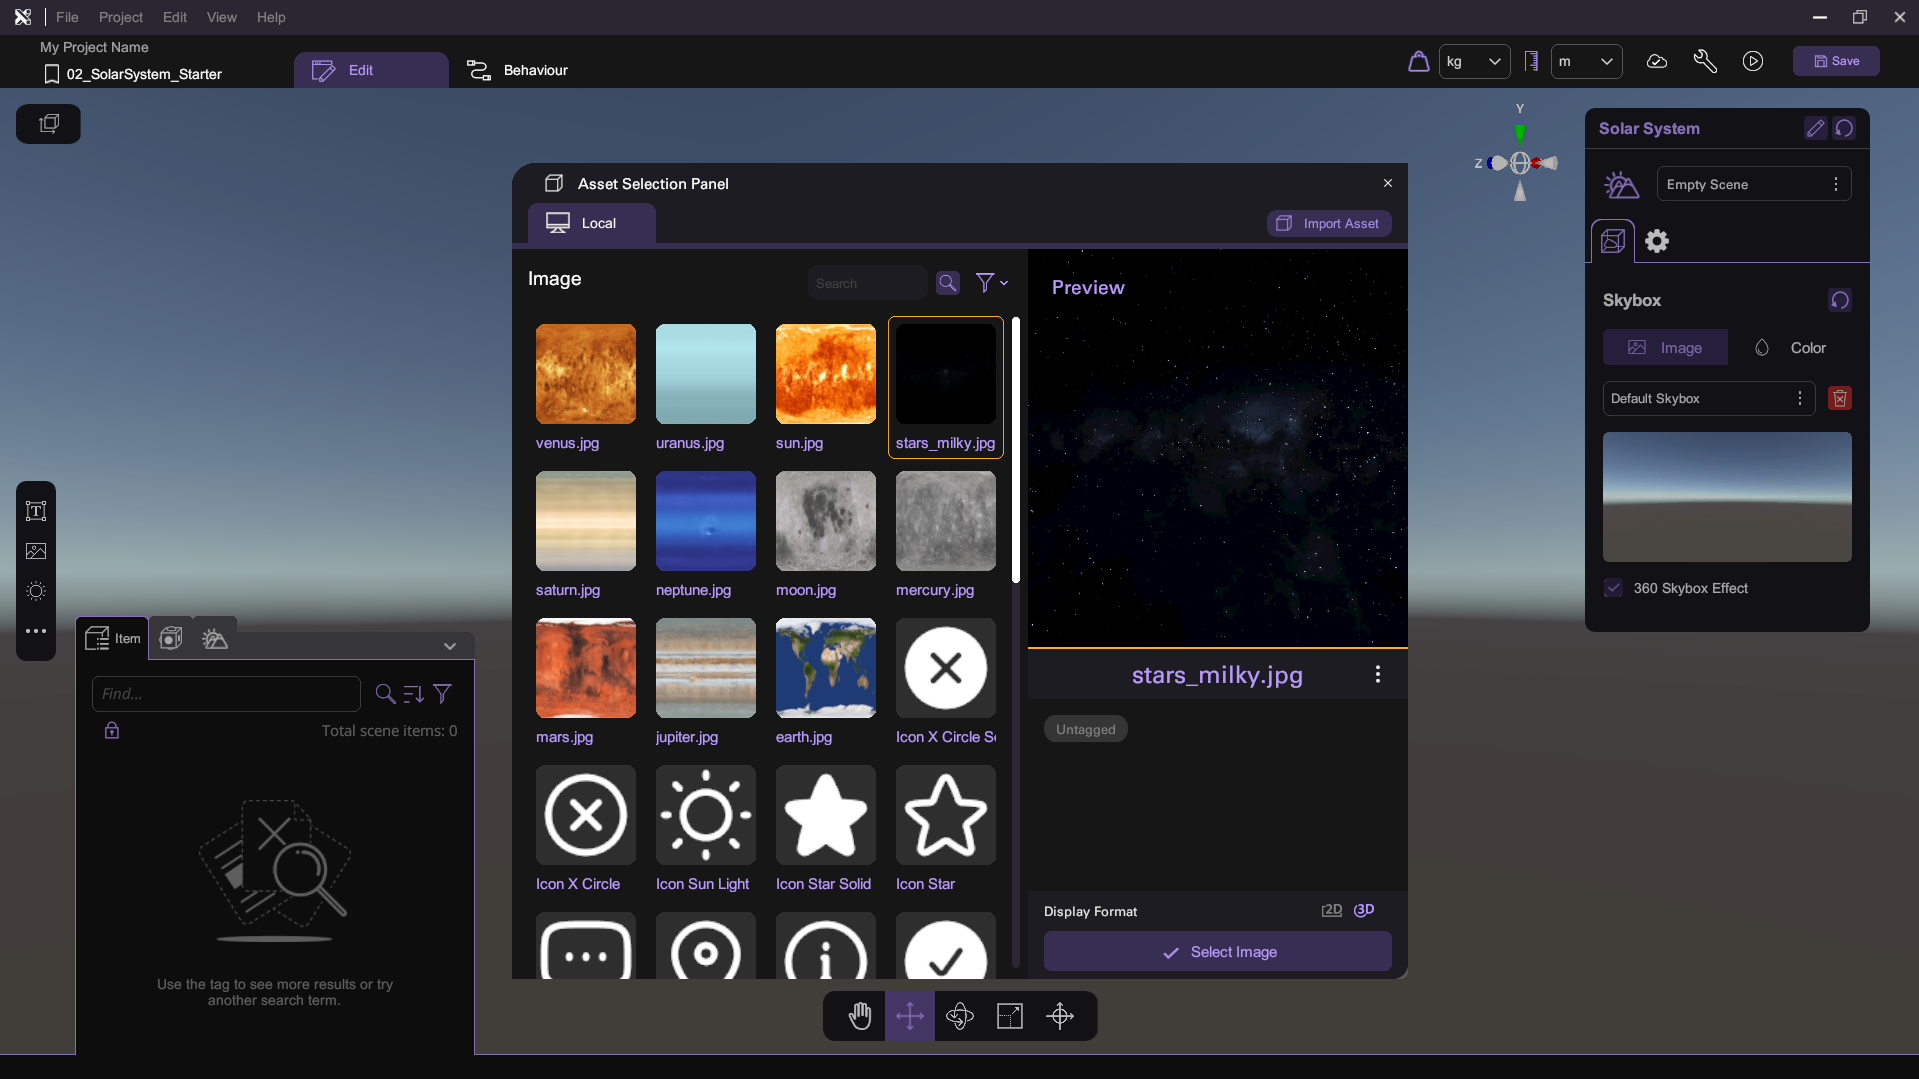 File Project Edit View Help
My Project Name
02_SolarSystem_Starter
Edit
Behaviour
kg
m
Save
Y
Z
Asset Selection Panel
Local
Import Asset
Image
Search
venus.jpg
uranus.jpg
sun.jpg
stars_milky.jpg
saturn.jpg
neptune.jpg
moon.jpg
mercury.jpg
mars.jpg
jupiter.jpg
earth.jpg
Icon X Circle So
Icon X Circle
Icon Sun Light
Icon Star Solid
Icon Star
Preview
stars_milky.jpg
Untagged
Display Format
2D
3D
Select Image
Solar System
Empty Scene
Skybox
Image
Color
Default Skybox
360 Skybox Effect
Item
Find...
Total scene items: 0
Use the tag to see more results or try
another search term.